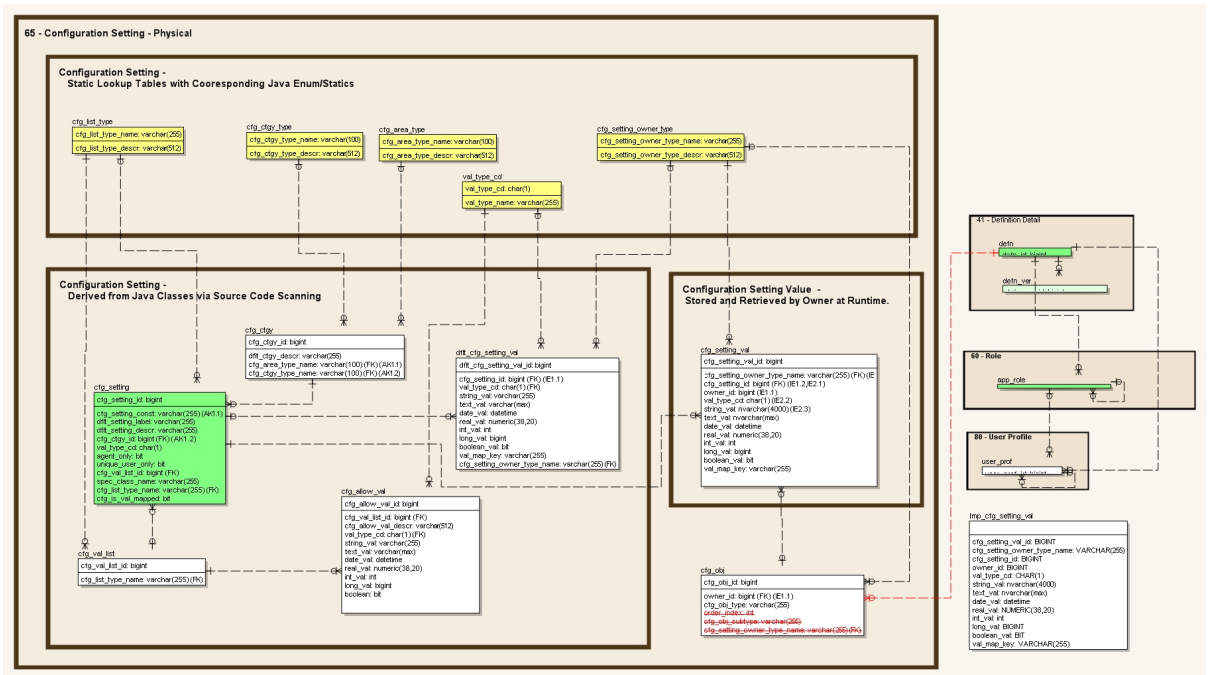 65 - Configuration Setting - Physical
Configuration Setting -
Static Lookup Tables with Cooresponding Java Enum/Statics
cfg_list_type
cfg_list_type_name: varchar(255)
cfg_list_type_descr: varchar(512)
cfg_ctgy_type
cfg_ctgy_type_name: varchar(100)
cfg_ctgy_type_descr: varchar(512)
cfg_area_type
cfg_area_type_name: varchar(100)
cfg_area_type_descr: varchar(512)
cfg_setting_owner_type
cfg_setting_owner_type_name: varchar(255)
cfg_setting_owner_type_descr: varchar(512)
val_type_cd
val_type_cd: char(1)
val_type_name: varchar(255)
Configuration Setting -
Derived from Java Classes via Source Code Scanning
cfg_ctgy
cfg_ctgy_id: bigint
dflt_ctgy_descr: varchar(255)
cfg_area_type_name: varchar(100) (FK) (AK1.1)
cfg_ctgy_type_name: varchar(100) (FK) (AK1.2)
cfg_setting
cfg_setting_id: bigint
cfg_setting_const: varchar(255) (AK1.1)
dflt_setting_label: varchar(255)
dflt_setting_descr: varchar(255)
cfg_ctgy_id: bigint (FK) (AK1.2)
val_type_cd: char(1)
agent_only: bit
unique_user_only: bit
cfg_val_list_id: bigint (FK)
spec_class_name: varchar(255)
cfg_list_type_name: varchar(255) (FK)
cfg_is_val_mapped: bit
dflt_cfg_setting_val
dflt_cfg_setting_val_id: bigint
cfg_setting_id: bigint (FK) (IE1.1)
val_type_cd: char(1) (FK)
string_val: varchar(255)
text_val: varchar(max)
date_val: datetime
real_val: numeric(38,20)
int_val: int
long_val: bigint
boolean_val: bit
val_map_key: varchar(255)
cfg_setting_owner_type_name: varchar(255) (FK)
cfg_val_list
cfg_val_list_id: bigint
cfg_list_type_name: varchar(255) (FK)
cfg_allow_val
cfg_allow_val_id: bigint
cfg_val_list_id: bigint (FK)
cfg_allow_val_descr: varchar(512)
val_type_cd: char(1) (FK)
string_val: varchar(255)
text_val: varchar(max)
date_val: datetime
real_val: numeric(38,20)
int_val: int
long_val: bigint
boolean: bit
Configuration Setting Value -
Stored and Retrieved by Owner at Runtime.
cfg_setting_val
cfg_setting_val_id: bigint
cfg_setting_owner_type_name: varchar(255) (FK) (IE
cfg_setting_id: bigint (FK) (IE1.2,IE2.1)
owner_id: bigint (IE1.1)
val_type_cd: char(1) (IE2.2)
string_val: nvarchar(4000) (IE2.3)
text_val: nvarchar(max)
date_val: datetime
real_val: numeric(38,20)
int_val: int
long_val: bigint
boolean_val: bit
val_map_key: varchar(255)
cfg_obj
cfg_obj_id: bigint
owner_id: bigint (FK) (IE1.1)
cfg_obj_type: varchar(255)
order_index: int
cfg_obj_subtype: varchar(255)
cfg_setting_owner_type_name: varchar(255) (FK)
41 - Definition Detail
defn
defn_id: bigint
defn_ver
60 - Role
app_role
80 - User Profile
user_prof
tmp_cfg_setting_val
cfg_setting_val_id: BIGINT
cfg_setting_owner_type_name: VARCHAR(255)
cfg_setting_id: BIGINT
owner_id: BIGINT
val_type_cd: CHAR(1)
string_val: nvarchar(4000)
text_val: nvarchar(max)
date_val: datetime
real_val: NUMERIC(38,20)
int_val: int
long_val: BIGINT
boolean_val: BIT
val_map_key: VARCHAR(255)